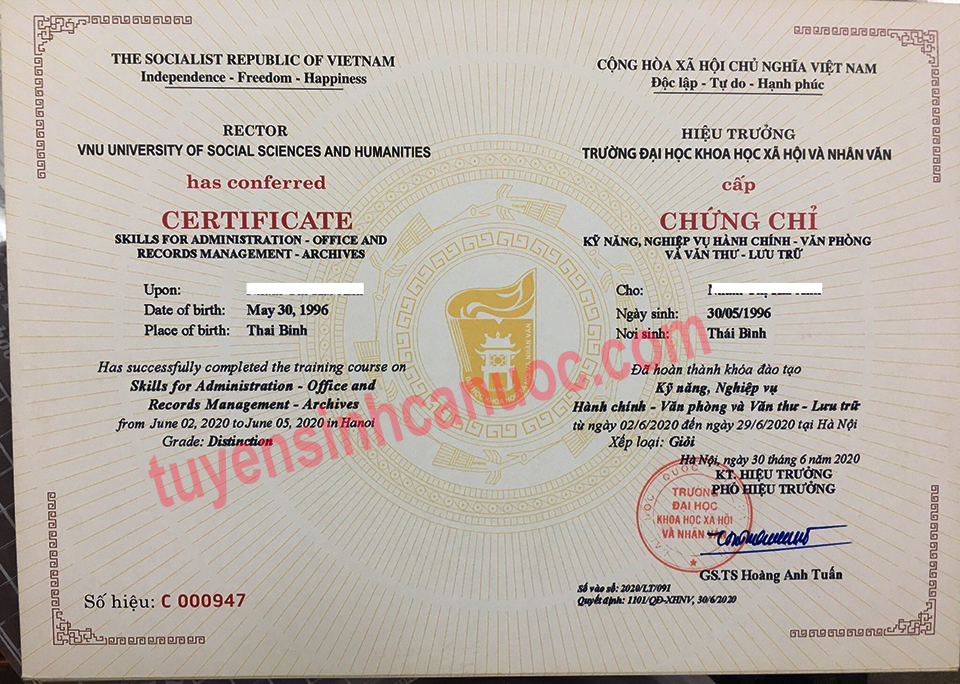 THE SOCIALIST REPUBLIC OF VIETNAM
Independence - Freedom - Happiness
RECTOR
VNU UNIVERSITY OF SOCIAL SCIENCES AND HUMANITIES
has conferred
CERTIFICATE
SKILLS FOR ADMINISTRATION - OFFICE AND
RECORDS MANAGEMENT - ARCHIVES
Upon:
Date of birth: May 30, 1996
Place of birth: Thai Binh
Has successfully completed the training course on
Skills for Administration - Office and
Records Management - Archives
from June 02, 2020 to June 05, 2020 in Hanoi
Grade: Distinction
Số hiệu: C 000947
CỘNG HÒA XÃ HỘI CHỦ NGHĨA VIỆT NAM
Độc lập - Tự do - Hạnh phúc
HIỆU TRƯỞNG
TRƯỜNG ĐẠI HỌC KHOA HỌC XÃ HỘI VÀ NHÂN VĂN
cấp
CHỨNG CHỈ
KỸ NĂNG, NGHIỆP VỤ HÀNH CHÍNH - VĂN PHÒNG
VÀ VĂN THƯ - LƯU TRỮ
Cho:
Ngày sinh: 30/05/1996
Nơi sinh: Thái Bình
Đã hoàn thành khóa đào tạo
Kỹ năng, Nghiệp vụ
Hành chính - Văn phòng và Văn thư - Lưu trữ
từ ngày 02/6/2020 đến ngày 29/6/2020 tại Hà Nội
Xếp loại: Giỏi
Hà Nội, ngày 30 tháng 6 năm 2020
KT. HIỆU TRƯỞNG
PHÓ HIỆU TRƯỞNG
TRƯỜNG
ĐẠI HỌC
KHOA HỌC XÃ HỘI
VÀ NHÂN VĂN
GS.TS Hoàng Anh Tuấn
Số vào sổ: 2020/LT/091
Quyết định: 1101/QĐ-XHNV, 30/6/2020
tuyensinhcanuoc.com